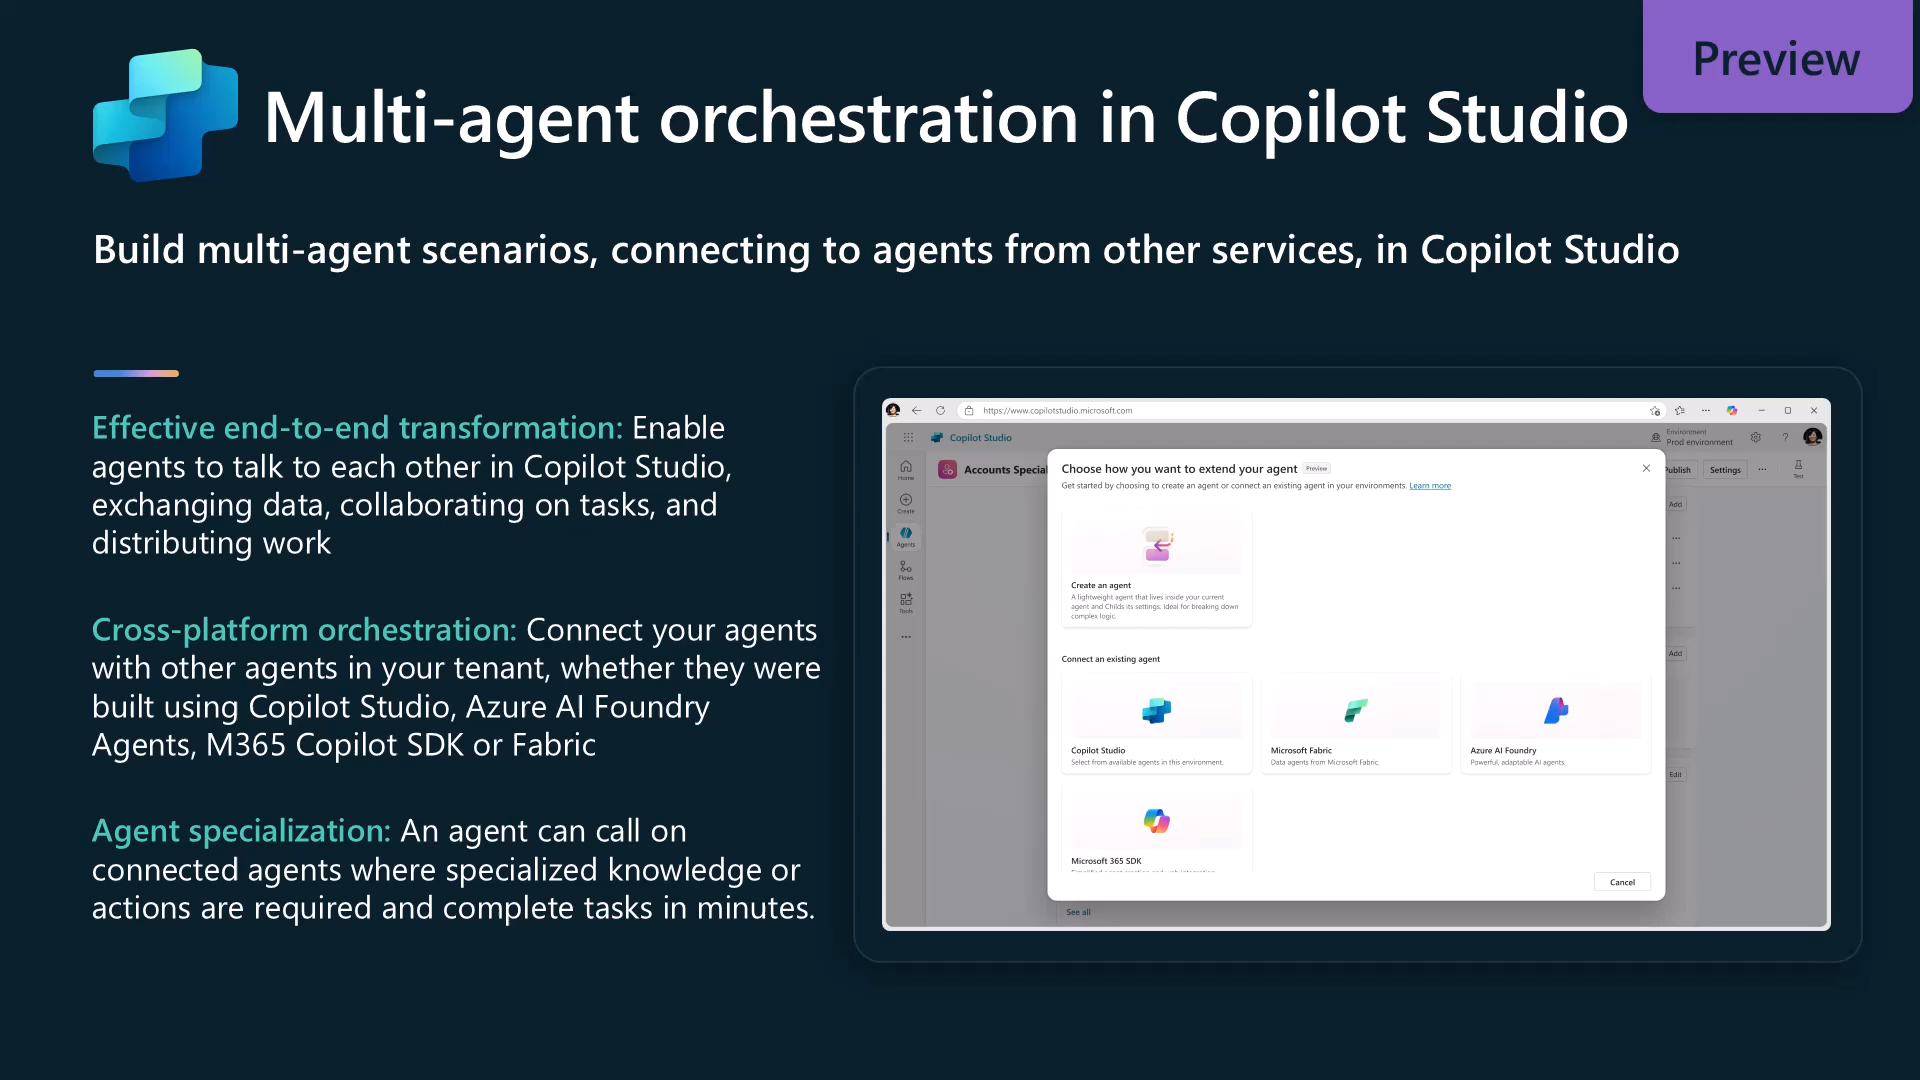 Preview
Multi-agent orchestration in Copilot Studio
Build multi-agent scenarios, connecting to agents from other services, in Copilot Studio
Effective end-to-end transformation: Enable
agents to talk to each other in Copilot Studio,
exchanging data, collaborating on tasks, and
distributing work
Cross-platform orchestration: Connect your agents
with other agents in your tenant, whether they were
built using Copilot Studio, Azure AI Foundry
Agents, M365 Copilot SDK or Fabric
Agent specialization: An agent can call on
connected agents where specialized knowledge or
actions are required and complete tasks in minutes.
https://www.copilotstudio.microsoft.com
Copilot Studio
Environment
Prod environment
Home
Create
Agents
Flows
Tools
Accounts Special
Publish
Settings
Test
Add
Add
Edit
Choose how you want to extend your agent Preview
Get started by choosing to create an agent or connect an existing agent in your environments. Learn more
Create an agent
A lightweight agent that lives inside your current
agent and Childs its settings. Ideal for breaking down
complex logic.
Connect an existing agent
Copilot Studio
Select from available agents in this environment.
Microsoft Fabric
Data agents from Microsoft Fabric.
Azure AI Foundry
Powerful, adaptable AI agents.
Microsoft 365 SDK
Cancel
See all